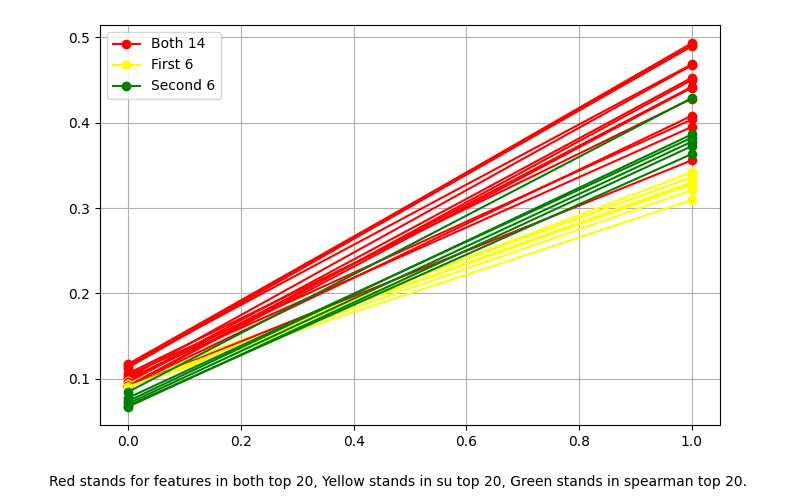 0.5
Both 14
First 6
Second 6
0.4
0.3
0.2
0.1
0.0 0.2 0.4 0.6 0.8 1.0
Red stands for features in both top 20, Yellow stands in su top 20, Green stands in spearman top 20.